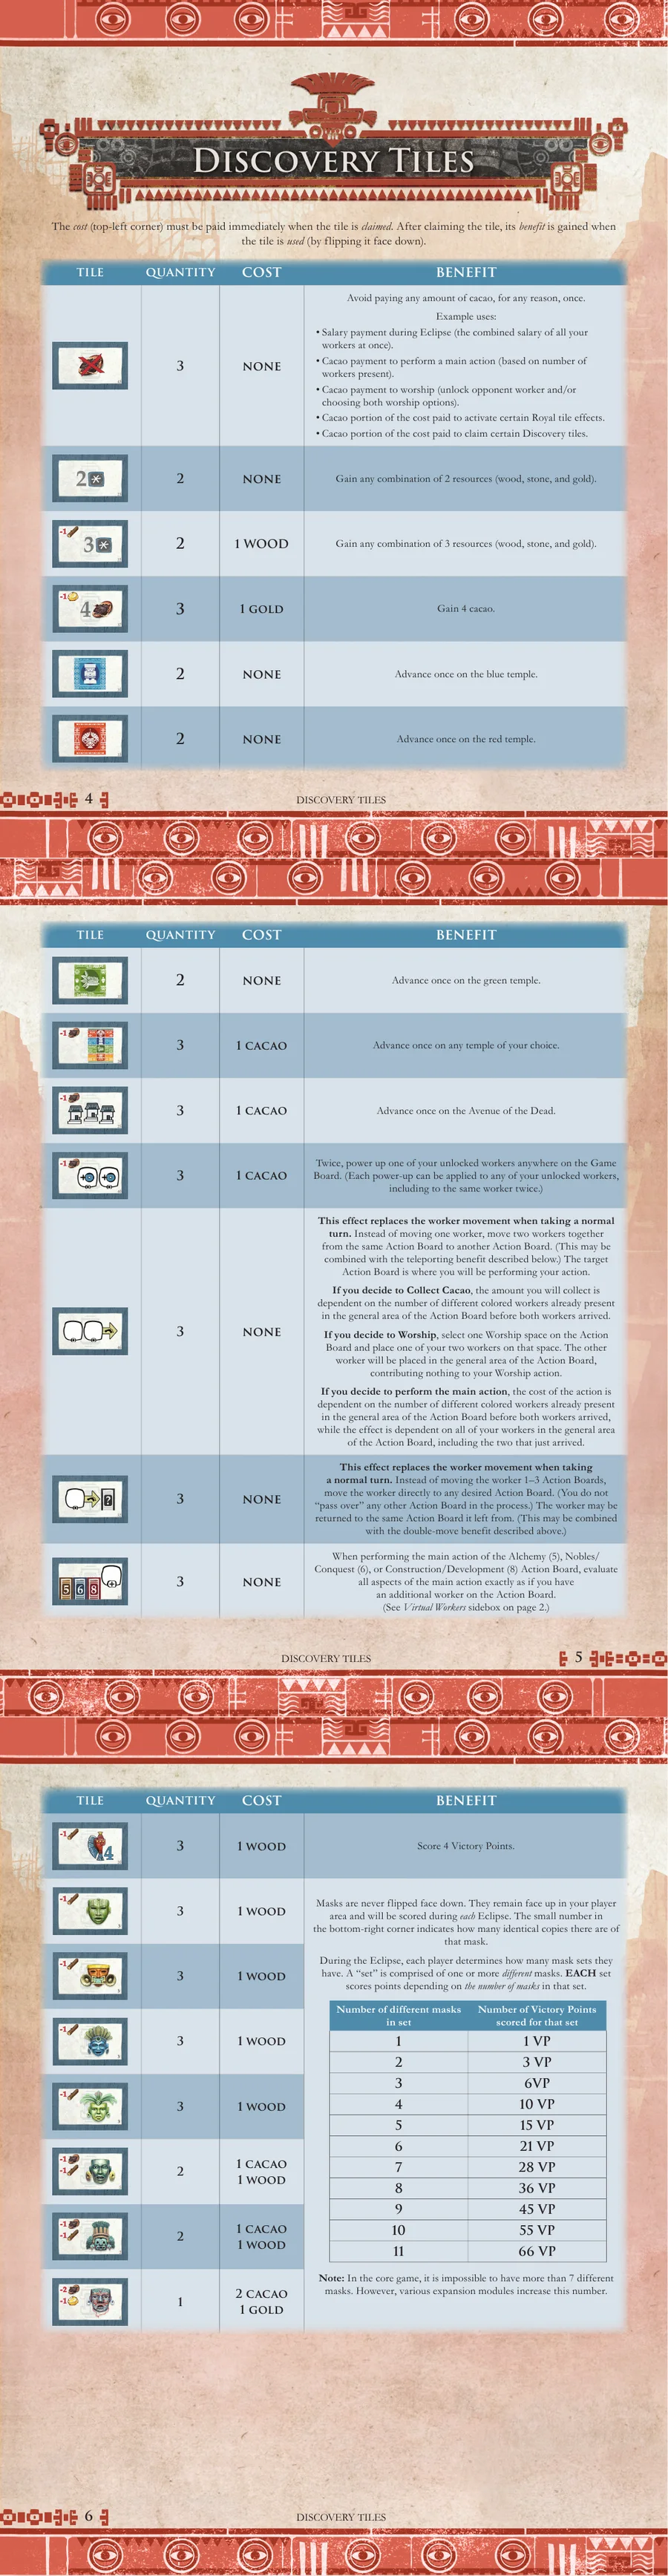 DISCOVERY TILES
The cost (top-left corner) must be paid immediately when the tile is claimed. After claiming the tile, its benefit is gained when
the tile is used (by flipping it face down).
TILE QUANTITY COST BENEFIT
Avoid paying any amount of cacao, for any reason, once.
Example uses:
• Salary payment during Eclipse (the combined salary of all your
workers at once).
• Cacao payment to perform a main action (based on number of
workers present).
3 NONE
• Cacao payment to worship (unlock opponent worker and/or
choosing both worship options).
• Cacao portion of the cost paid to activate certain Royal tile effects.
• Cacao portion of the cost paid to claim certain Discovery tiles.
2 2 NONE Gain any combination of 2 resources (wood, stone, and gold).
-1 3 2 1 WOOD Gain any combination of 3 resources (wood, stone, and gold).
-1 4 3 1 GOLD Gain 4 cacao.
2 NONE Advance once on the blue temple.
2 NONE Advance once on the red temple.
4 DISCOVERY TILES
TILE QUANTITY COST BENEFIT
2 NONE Advance once on the green temple.
-1 3 1 CACAO Advance once on any temple of your choice.
-1 3 1 CACAO Advance once on the Avenue of the Dead.
-1 3 1 CACAO
Twice, power up one of your unlocked workers anywhere on the Game
Board. (Each power-up can be applied to any of your unlocked workers,
including to the same worker twice.)
3 NONE
This effect replaces the worker movement when taking a normal
turn. Instead of moving one worker, move two workers together
from the same Action Board to another Action Board. (This may be
combined with the teleporting benefit described below.) The target
Action Board is where you will be performing your action.
If you decide to Collect Cacao, the amount you will collect is
dependent on the number of different colored workers already present
in the general area of the Action Board before both workers arrived.
If you decide to Worship, select one Worship space on the Action
Board and place one of your two workers on that space. The other
worker will be placed in the general area of the Action Board,
contributing nothing to your Worship action.
If you decide to perform the main action, the cost of the action is
dependent on the number of different colored workers already present
in the general area of the Action Board before both workers arrived,
while the effect is dependent on all of your workers in the general area
of the Action Board, including the two that just arrived.
? 3 NONE
This effect replaces the worker movement when taking
a normal turn. Instead of moving the worker 1–3 Action Boards,
move the worker directly to any desired Action Board. (You do not
“pass over” any other Action Board in the process.) The worker may be
returned to the same Action Board it left from. (This may be combined
with the double-move benefit described above.)
5 6 8 3 NONE
When performing the main action of the Alchemy (5), Nobles/
Conquest (6), or Construction/Development (8) Action Board, evaluate
all aspects of the main action exactly as if you have
an additional worker on the Action Board.
(See Virtual Workers sidebox on page 2.)
DISCOVERY TILES 5
TILE QUANTITY COST BENEFIT
-1 4 3 1 WOOD Score 4 Victory Points.
-1 3 1 WOOD
-1 3 1 WOOD
-1 3 1 WOOD
-1 3 1 WOOD
-1 -1 2 1 CACAO
1 WOOD
-1 -1 2 1 CACAO
1 WOOD
-2 -1 1 2 CACAO
1 GOLD
Masks are never flipped face down. They remain face up in your player
area and will be scored during each Eclipse. The small number in
the bottom-right corner indicates how many identical copies there are of
that mask.
During the Eclipse, each player determines how many mask sets they
have. A “set” is comprised of one or more different masks. EACH set
scores points depending on the number of masks in that set.
Number of different masks
in set
Number of Victory Points
scored for that set
1 1 VP
2 3 VP
3 6VP
4 10 VP
5 15 VP
6 21 VP
7 28 VP
8 36 VP
9 45 VP
10 55 VP
11 66 VP
Note: In the core game, it is impossible to have more than 7 different
masks. However, various expansion modules increase this number.
6 DISCOVERY TILES